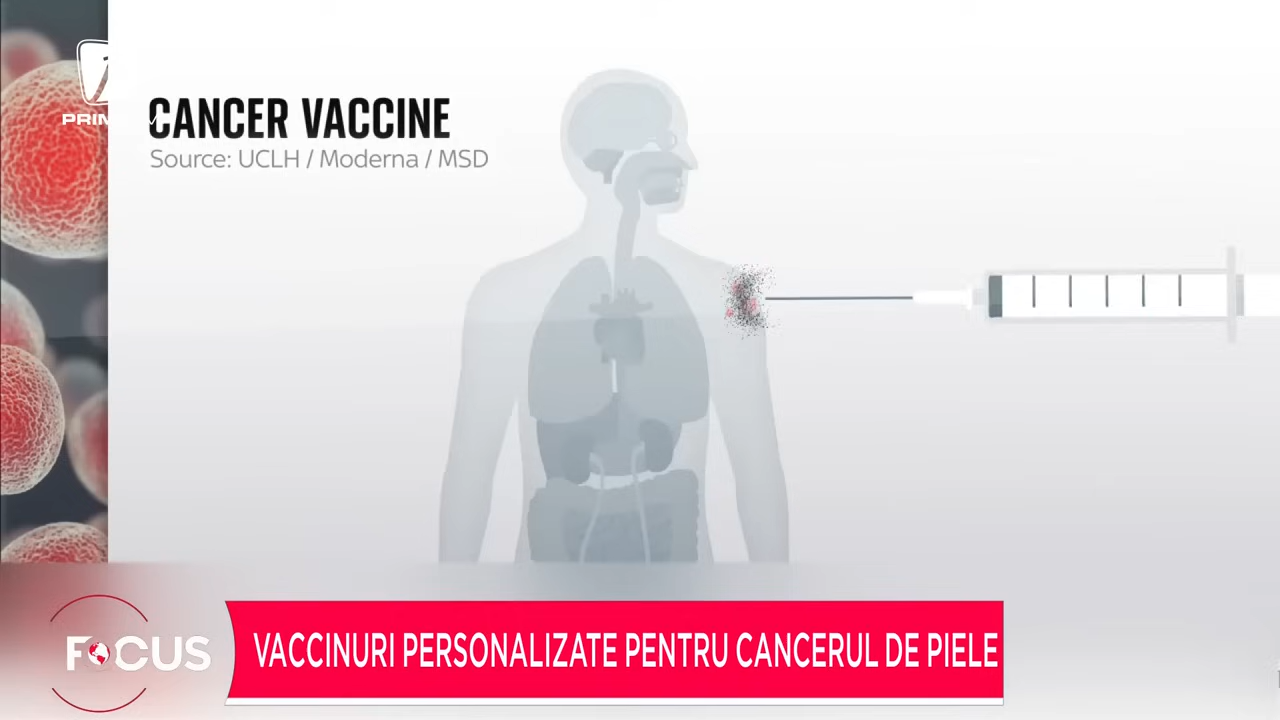 CANCER VACCINE
Source: UCLH / Moderna / MSD
FOCUS
VACCINURI PERSONALIZATE PENTRU CANCERUL DE PIELE